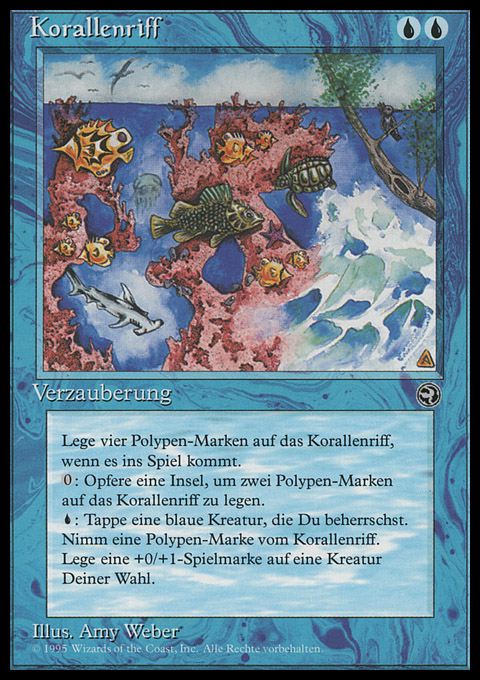 Korallenriff
Verzauberung
Lege vier Polypen-Marken auf das Korallenriff,
wenn es ins Spiel kommt.
0: Opfere eine Insel, um zwei Polypen-Marken
auf das Korallenriff zu legen.
: Tappe eine blaue Kreatur, die Du beherrschst.
Nimm eine Polypen-Marke vom Korallenriff.
Lege eine +0/+1-Spielmarke auf eine Kreatur
Deiner Wahl.
Illus. Amy Weber
© 1995 Wizards of the Coast, Inc. Alle Rechte vorbehalten.